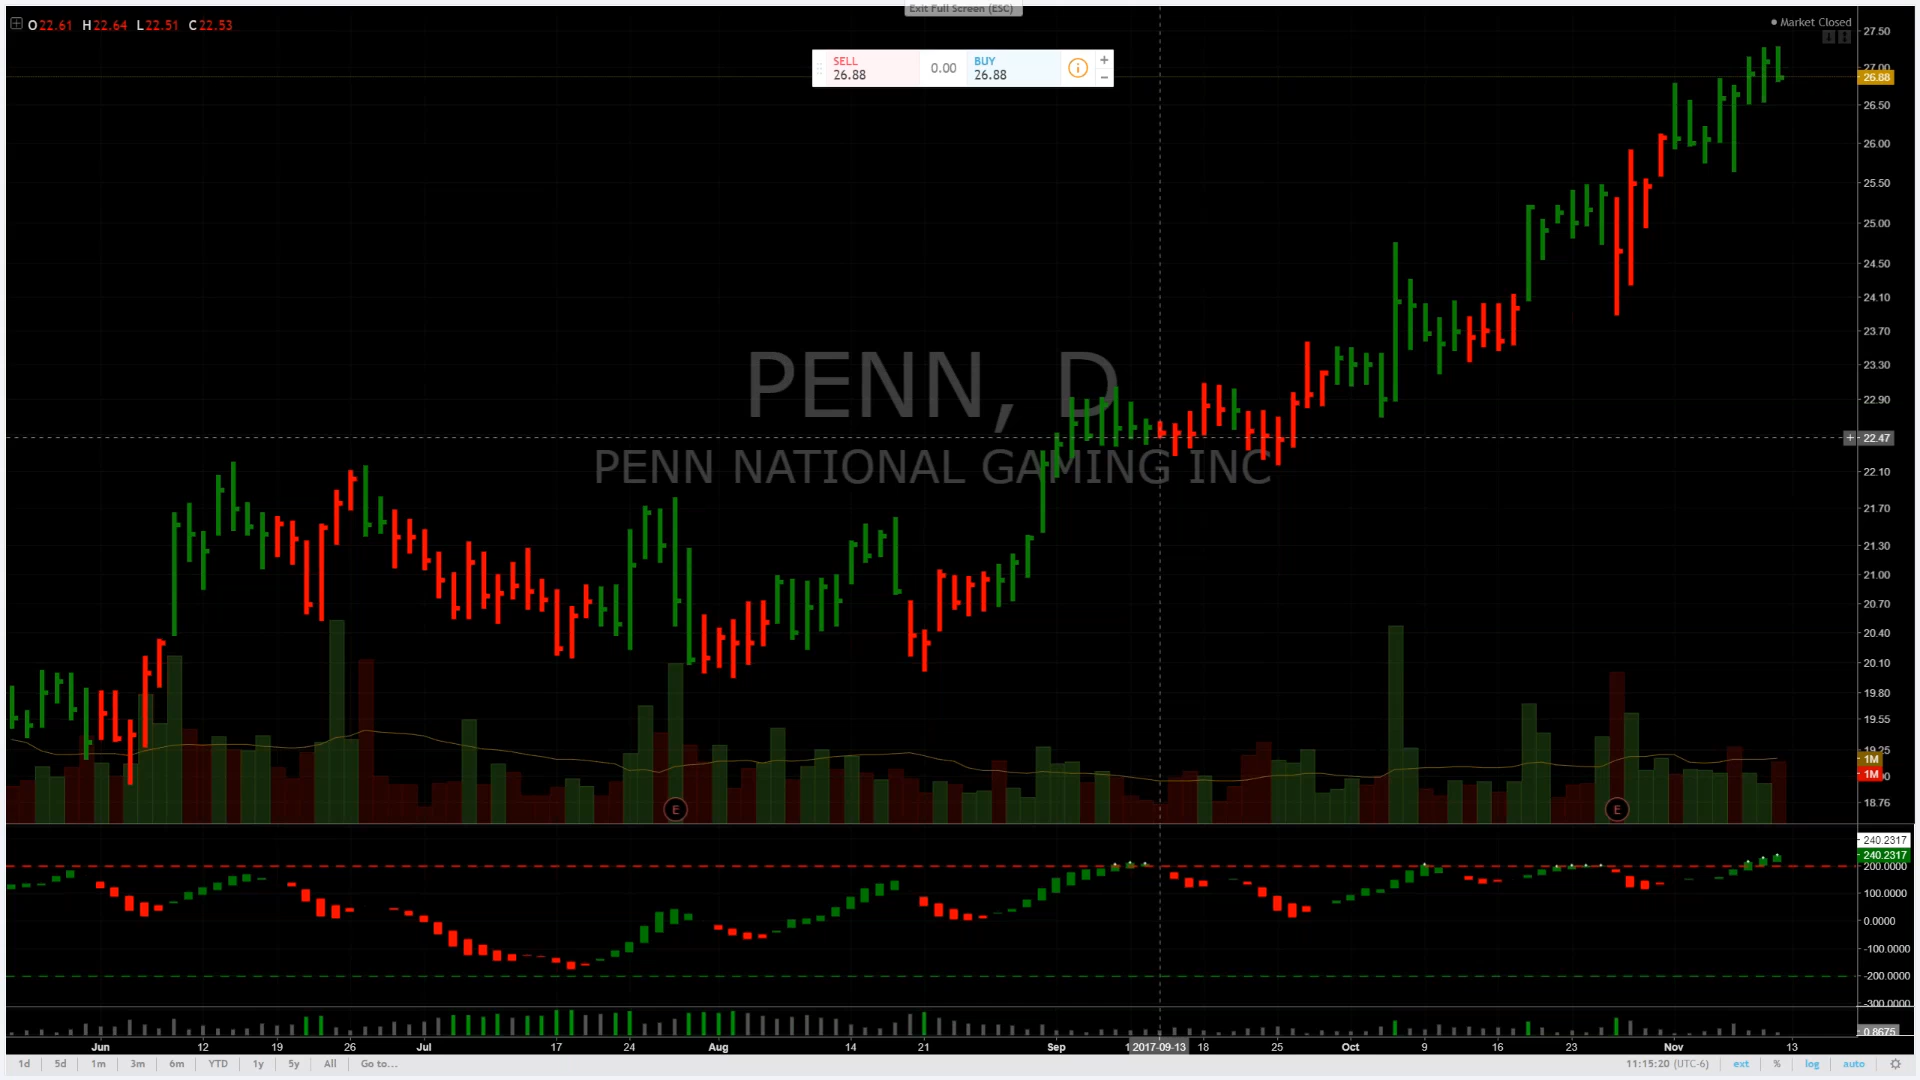 Exit Full Screen (ESC)
O22.61 H22.64 L22.51 C22.53
Market Closed
SELL
26.88
0.00
BUY
26.88
+
−
PENN, D
PENN NATIONAL GAMING INC
27.50
27.00
26.88
26.50
26.00
25.50
25.00
24.50
24.10
23.70
23.30
22.90
22.47
22.10
21.70
21.30
21.00
20.70
20.40
20.10
19.80
19.55
19.25
1M
1M
18.76
E
E
240.2317
240.2317
200.0000
100.0000
0.0000
-100.0000
-200.0000
-300.0000
0.8675
Jun 12 19 26 Jul 17 24 Aug 14 21 Sep 2017-09-13 18 25 Oct 9 16 23 Nov 13
1d 5d 1m 3m 6m YTD 1y 5y All Go to... 11:15:20 (UTC-6) ext % log auto